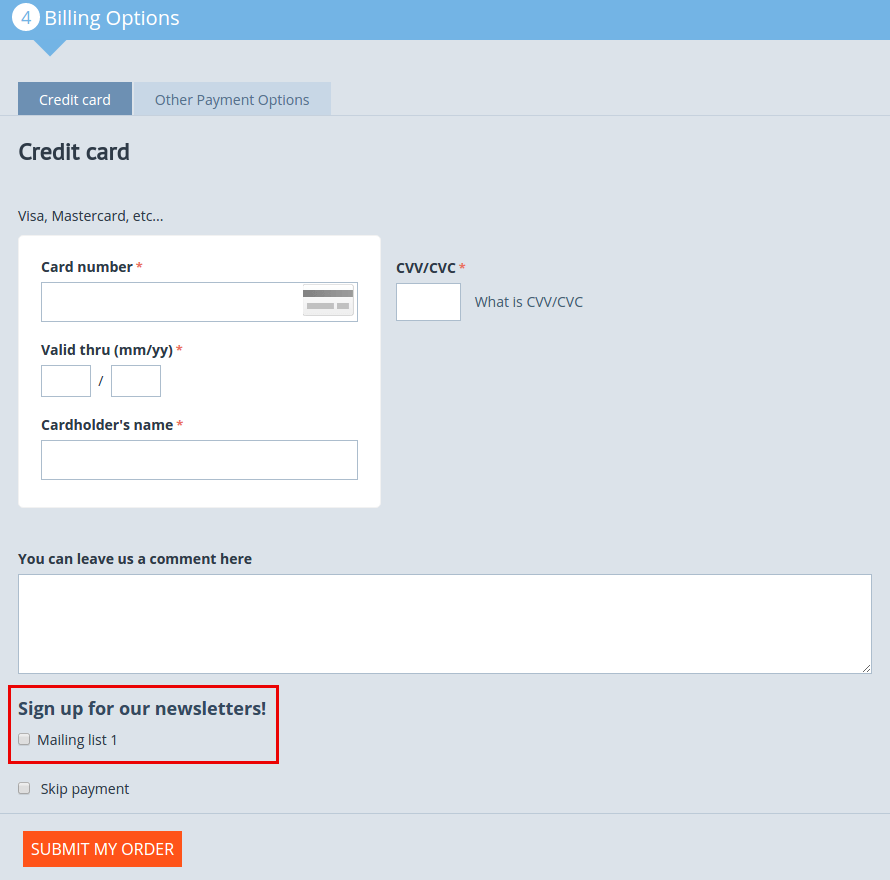 4 Billing Options
Credit card
Other Payment Options
Credit card
Visa, Mastercard, etc...
Card number *
CVV/CVC *
What is CVV/CVC
Valid thru (mm/yy) *
/
Cardholder's name *
You can leave us a comment here
Sign up for our newsletters!
Mailing list 1
Skip payment
SUBMIT MY ORDER